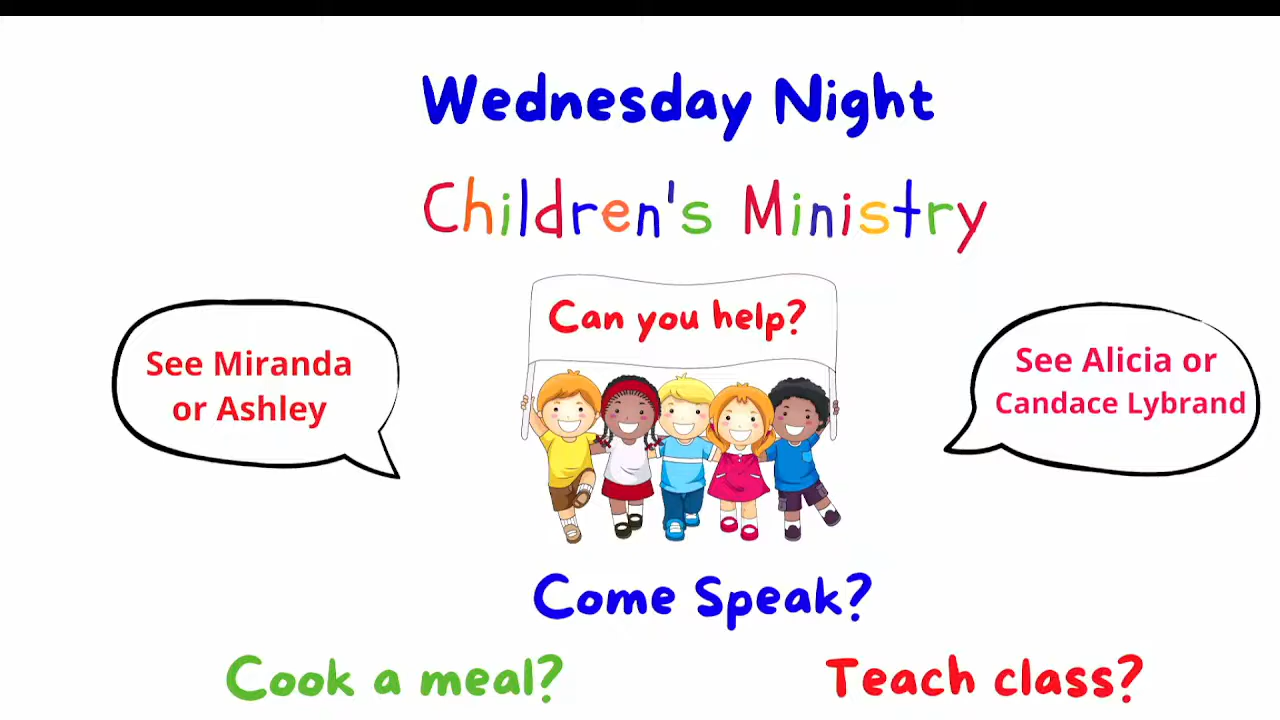 Wednesday Night
Children's Ministry
Can you help?
See Miranda
or Ashley
See Alicia or
Candace Lybrand
Come Speak?
Cook a meal?
Teach class?